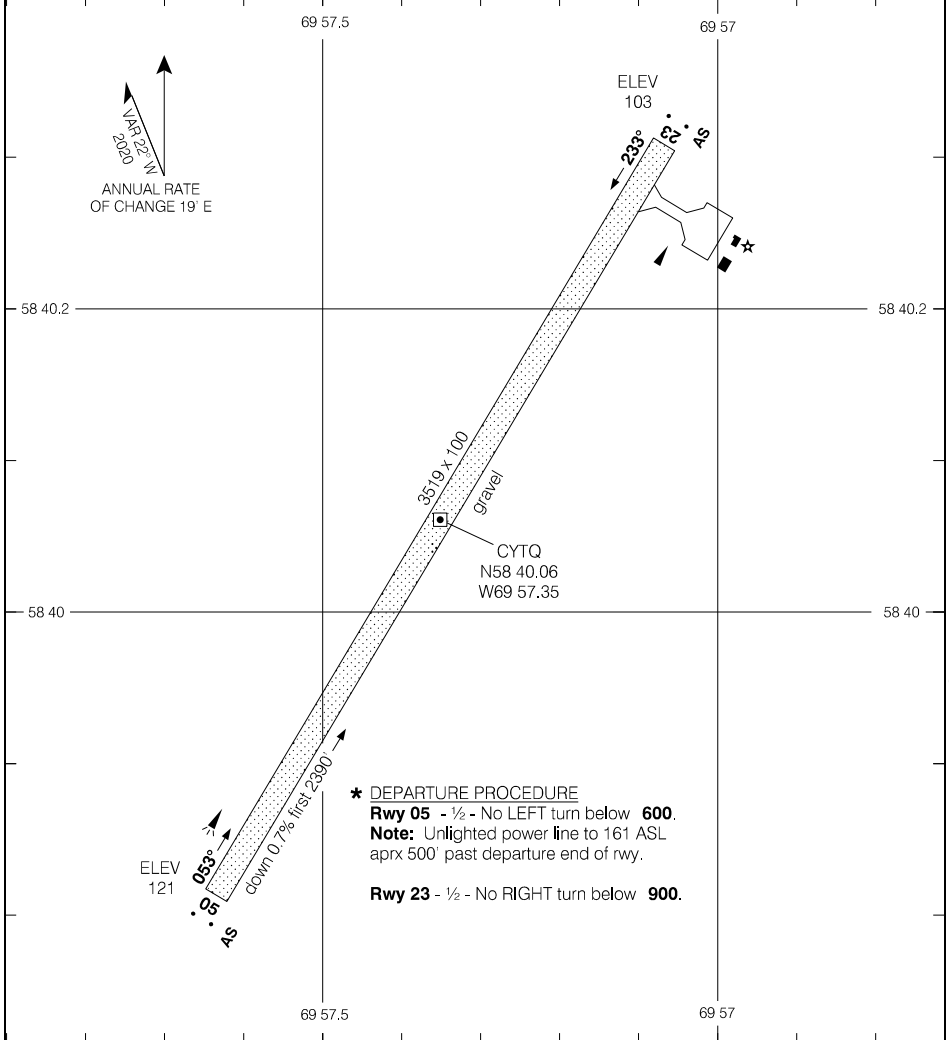 69 57.5
69 57
ELEV
103
VAR 22° W
2020
ANNUAL RATE
OF CHANGE 19' E
23
AS
233°
58 40.2
58 40.2
3519 x 100
gravel
CYTQ
N58 40.06
W69 57.35
58 40
58 40
down 0.7% first 2390'
* DEPARTURE PROCEDURE
Rwy 05 - ½ - No LEFT turn below 600.
Note: Unlighted power line to 161 ASL
aprx 500' past departure end of rwy.
Rwy 23 - ½ - No RIGHT turn below 900.
053°
ELEV
121
05
AS
69 57.5
69 57